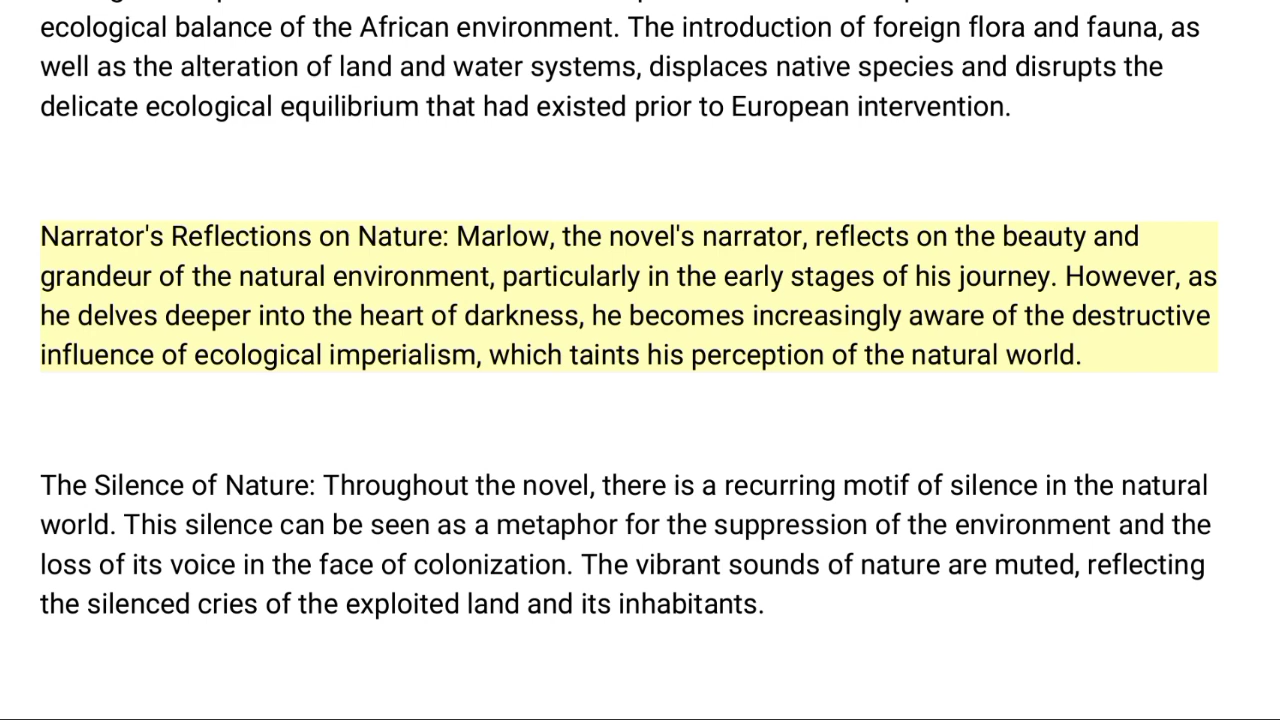 ecological balance of the African environment. The introduction of foreign flora and fauna, as
well as the alteration of land and water systems, displaces native species and disrupts the
delicate ecological equilibrium that had existed prior to European intervention.
Narrator's Reflections on Nature: Marlow, the novel's narrator, reflects on the beauty and
grandeur of the natural environment, particularly in the early stages of his journey. However, as
he delves deeper into the heart of darkness, he becomes increasingly aware of the destructive
influence of ecological imperialism, which taints his perception of the natural world.
The Silence of Nature: Throughout the novel, there is a recurring motif of silence in the natural
world. This silence can be seen as a metaphor for the suppression of the environment and the
loss of its voice in the face of colonization. The vibrant sounds of nature are muted, reflecting
the silenced cries of the exploited land and its inhabitants.